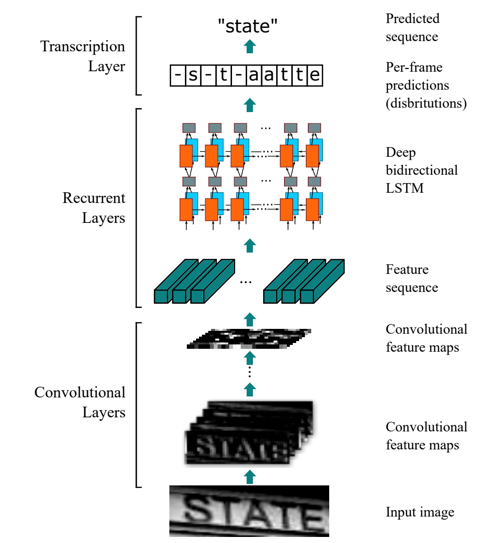 "state"
Predicted
sequence
Transcription
Layer
-s-t-aatte
Per-frame
predictions
(disbritutions)
Recurrent
Layers
...
Deep
bidirectional
LSTM
...
Feature
sequence
Convolutional
feature maps
Convolutional
Layers
STATE
Convolutional
feature maps
STATE
Input image